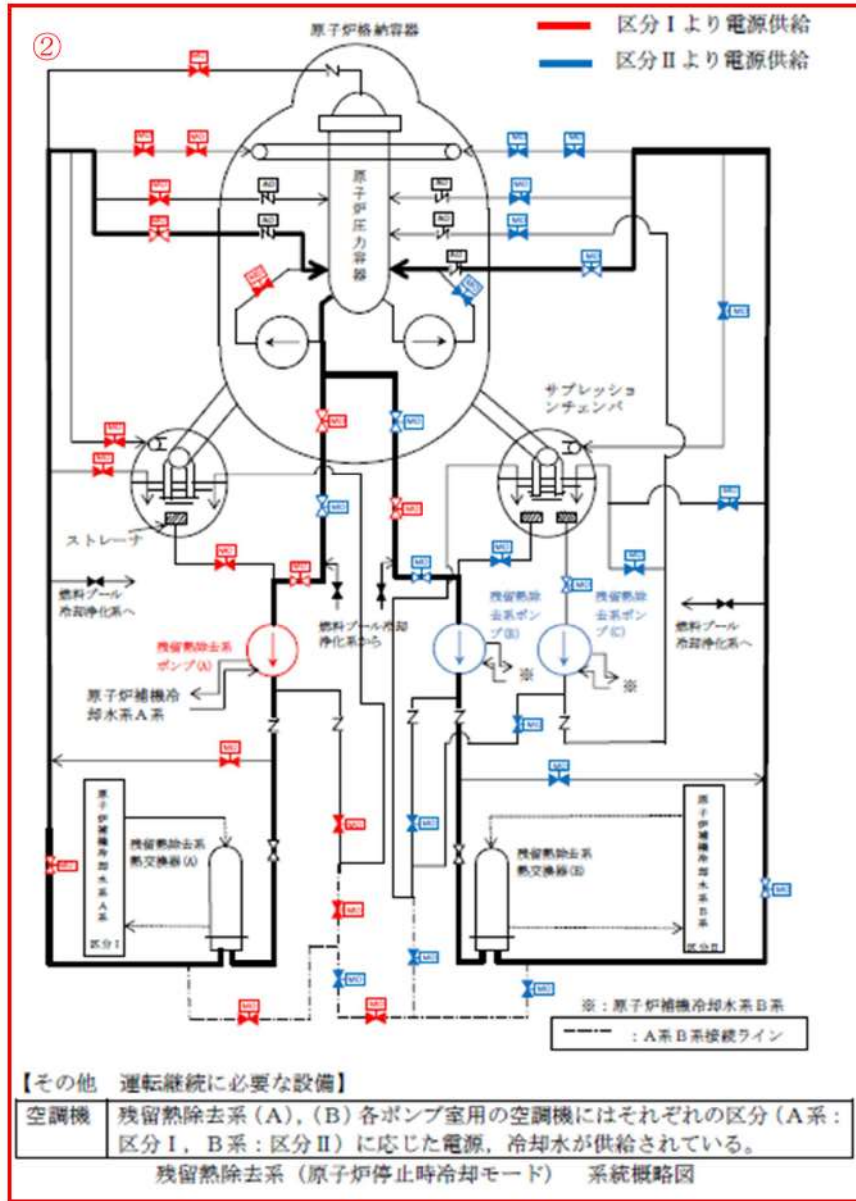 ②
原子炉格納容器
区分Ⅰより電源供給
区分Ⅱより電源供給
原子炉圧力容器
サプレッションチェンバ
ストレーナ
燃料プール
冷却浄化系へ
残留熱除去系
ポンプ(A)
燃料プール冷却
浄化系から
残留熱除
去系ポン
プ(B)
残留熱除
去系ポン
プ(C)
燃料プール
冷却浄化系へ
原子炉補機冷
却水系A系
※
※
原子炉補機冷却水系A系
区分Ⅰ
残留熱除去系
熱交換器(A)
残留熱除去系
熱交換器(B)
原子炉補機冷却水系B系
区分Ⅱ
※：原子炉補機冷却水系B系
：A系B系接続ライン
【その他　運転継続に必要な設備】
空調機
残留熱除去系(A)，(B)各ポンプ室用の空調機にはそれぞれの区分(A系：
区分Ⅰ，B系：区分Ⅱ)に応じた電源，冷却水が供給されている。
残留熱除去系(原子炉停止時冷却モード)　系統概略図